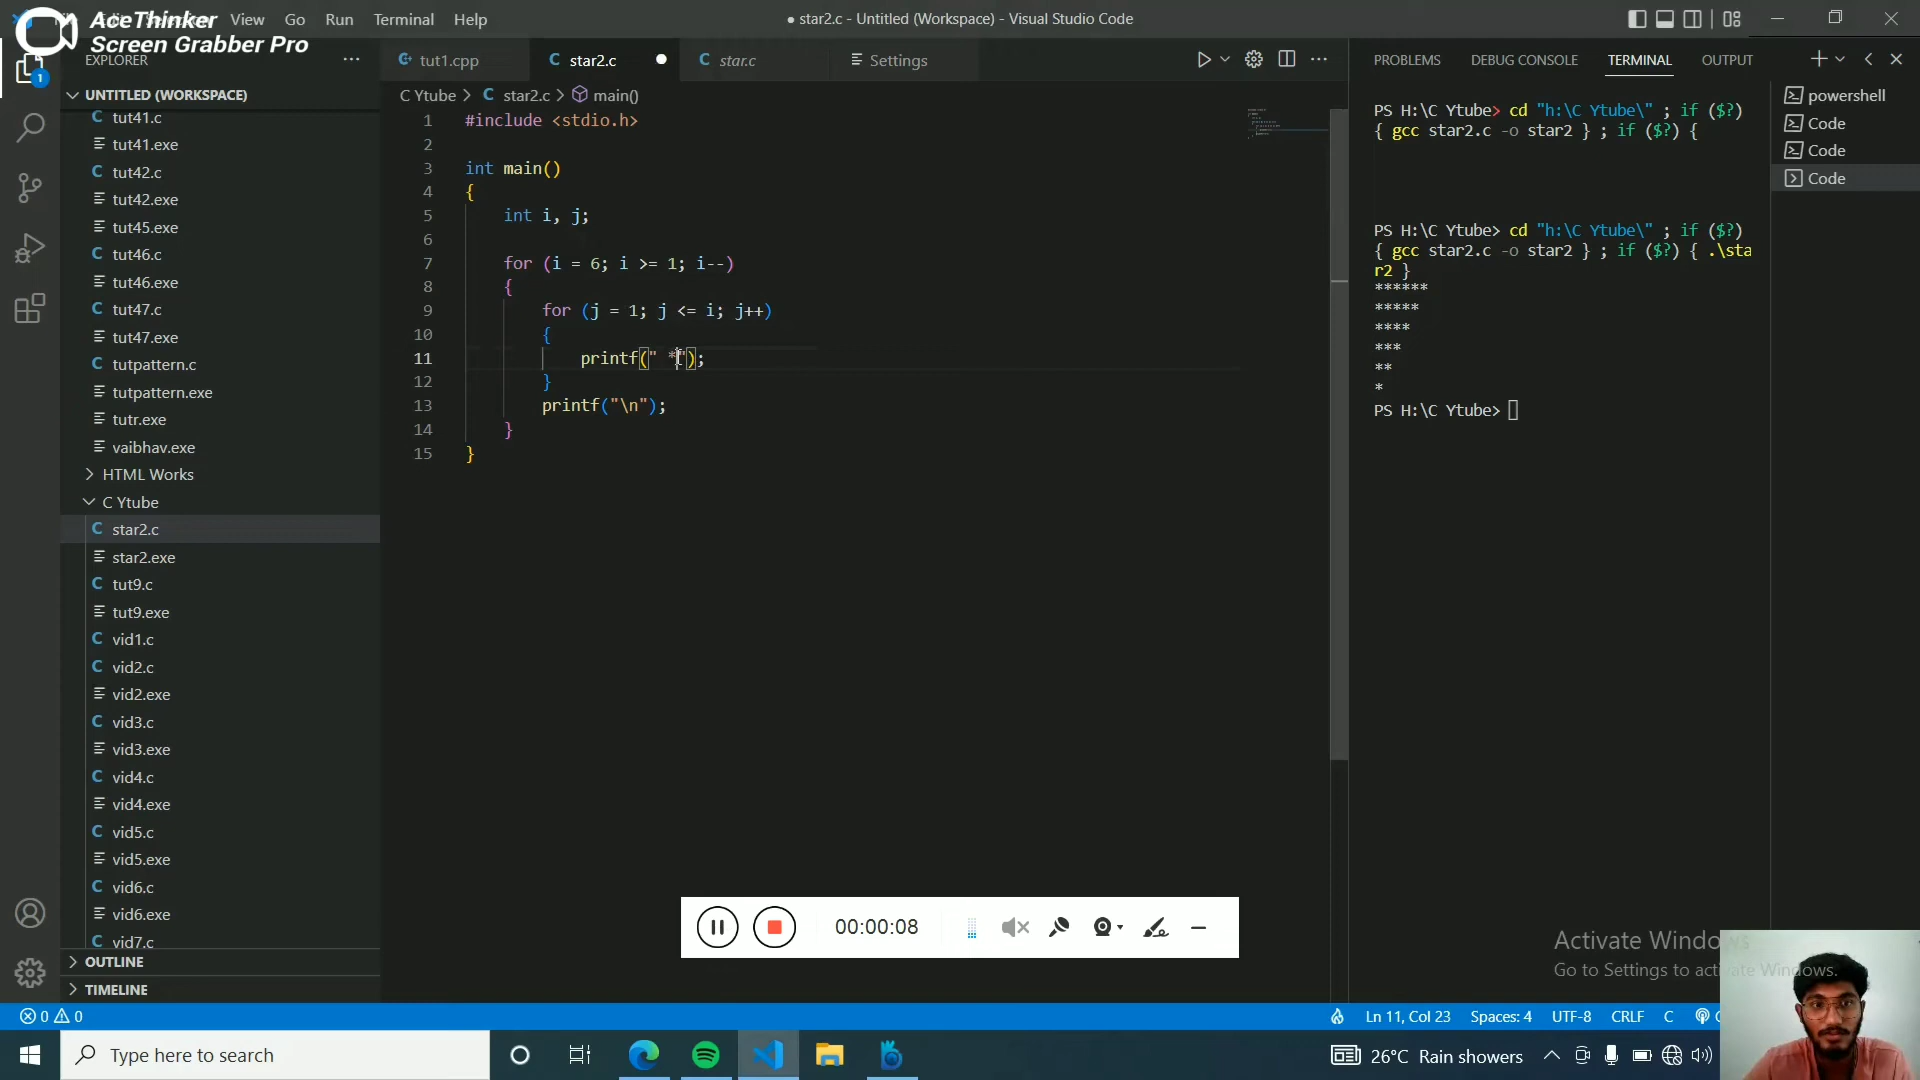 AceThinker
Screen Grabber Pro
View Go Run Terminal Help
● star2.c - Untitled (Workspace) - Visual Studio Code
EXPLORER
UNTITLED (WORKSPACE)
tut41.c
tut41.exe
tut42.c
tut42.exe
tut45.exe
tut46.c
tut46.exe
tut47.c
tut47.exe
tutpattern.c
tutpattern.exe
tutr.exe
vaibhav.exe
HTML Works
C Ytube
star2.c
star2.exe
tut9.c
tut9.exe
vid1.c
vid2.c
vid2.exe
vid3.c
vid3.exe
vid4.c
vid4.exe
vid5.c
vid5.exe
vid6.c
vid6.exe
vid7.c
OUTLINE
TIMELINE
tut1.cpp
star2.c
star.c
Settings
C Ytube > C star2.c > main()
1 #include <stdio.h>
2
3 int main()
4 {
5 int i, j;
6
7 for (i = 6; i >= 1; i--)
8 {
9 for (j = 1; j <= i; j++)
10 {
11 printf(" *");
12 }
13 printf("\n");
14 }
15 }
PROBLEMS DEBUG CONSOLE TERMINAL OUTPUT
PS H:\C Ytube> cd "h:\C Ytube\" ; if ($?)
{ gcc star2.c -o star2 } ; if ($?) {
PS H:\C Ytube> cd "h:\C Ytube\" ; if ($?)
{ gcc star2.c -o star2 } ; if ($?) { .\sta
r2 }
******
*****
****
***
**
*
PS H:\C Ytube>
powershell
Code
Code
Code
00:00:08
Activate Windows
Go to Settings to activate Windows.
0 0
Ln 11, Col 23 Spaces: 4 UTF-8 CRLF C
Type here to search
26°C Rain showers